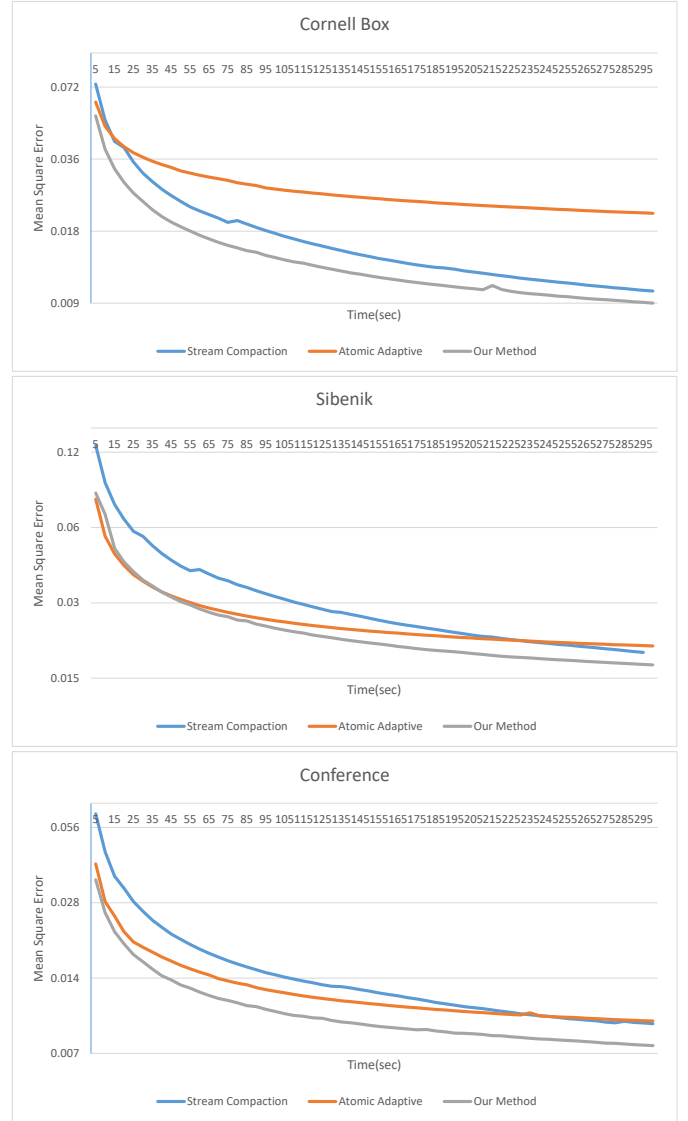 Cornell Box
5 15 25 35 45 55 65 75 85 95 105115125135145155165175185195205215225235245255265275285295
0.072
0.036
0.018
0.009
Mean Square Error
Time(sec)
Stream Compaction Atomic Adaptive Our Method
Sibenik
5 15 25 35 45 55 65 75 85 95 105115125135145155165175185195205215225235245255265275285295
0.12
0.06
0.03
0.015
Mean Square Error
Time(sec)
Stream Compaction Atomic Adaptive Our Method
Conference
5 15 25 35 45 55 65 75 85 95 105115125135145155165175185195205215225235245255265275285295
0.056
0.028
0.014
0.007
Mean Square Error
Time(sec)
Stream Compaction Atomic Adaptive Our Method